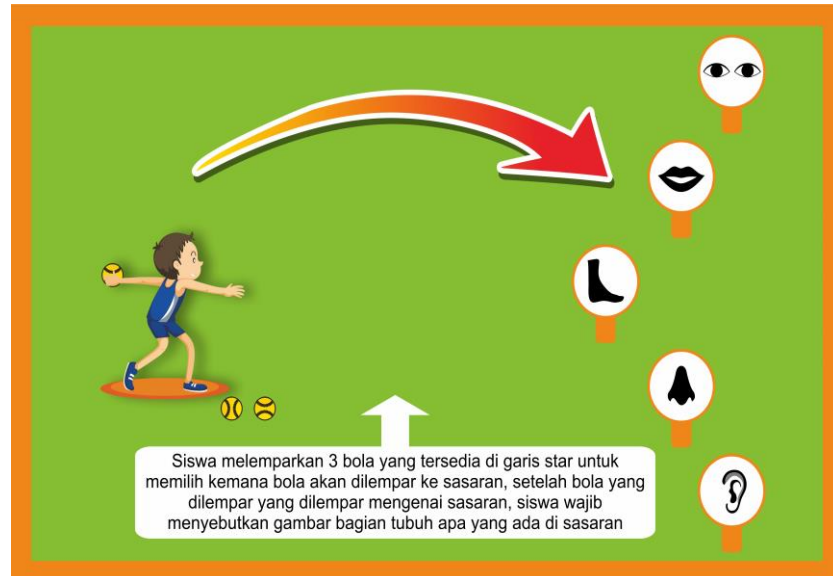 Siswa melemparkan 3 bola yang tersedia di garis star untuk
memilih kemana bola akan dilempar ke sasaran, setelah bola yang
dilempar yang dilempar mengenai sasaran, siswa wajib
menyebutkan gambar bagian tubuh apa yang ada di sasaran